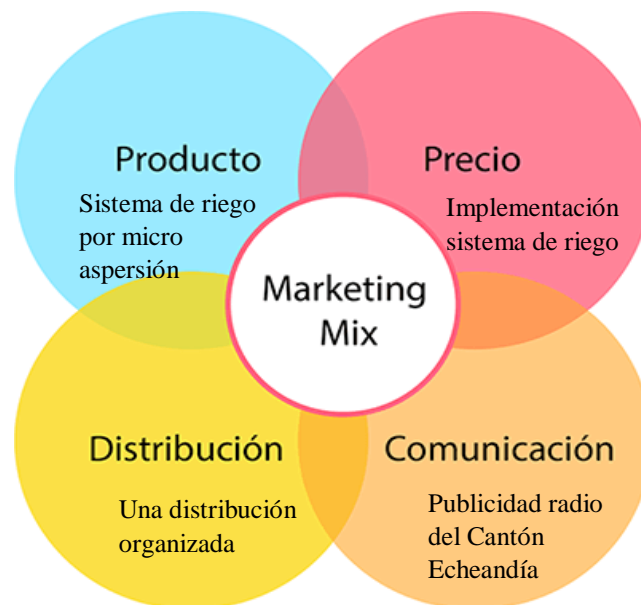 Producto
Sistema de riego
por micro
aspersión
Precio
Implementación
sistema de riego
Marketing
Mix
Distribución
Una distribución
organizada
Comunicación
Publicidad radio
del Cantón
Echeandía